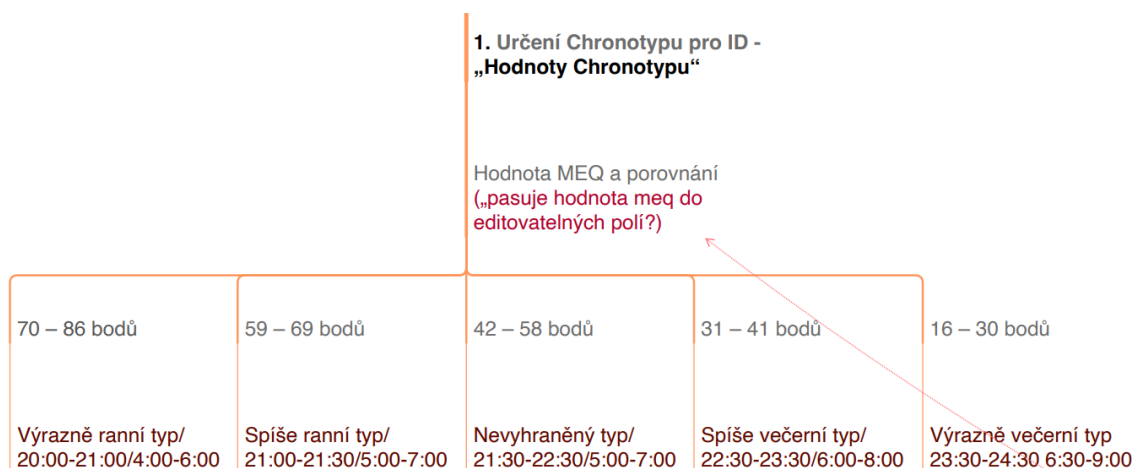 1. Určení Chronotypu pro ID -
„Hodnoty Chronotypu“
Hodnota MEQ a porovnání
(„pasuje hodnota meq do
editovatelných polí?)
70 – 86 bodů
59 – 69 bodů
42 – 58 bodů
31 – 41 bodů
16 – 30 bodů
Výrazně ranní typ/
20:00-21:00/4:00-6:00
Spíše ranní typ/
21:00-21:30/5:00-7:00
Nevyhraněný typ/
21:30-22:30/5:00-7:00
Spíše večerní typ/
22:30-23:30/6:00-8:00
Výrazně večerní typ
23:30-24:30 6:30-9:00